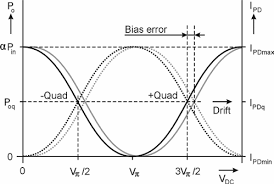 Po
IPD
Bias error
αPin
IPDmax
-Quad
+Quad
Poq
IPDq
Drift
0
IPDmin
0
Vπ/2
Vπ
3Vπ/2
VDC